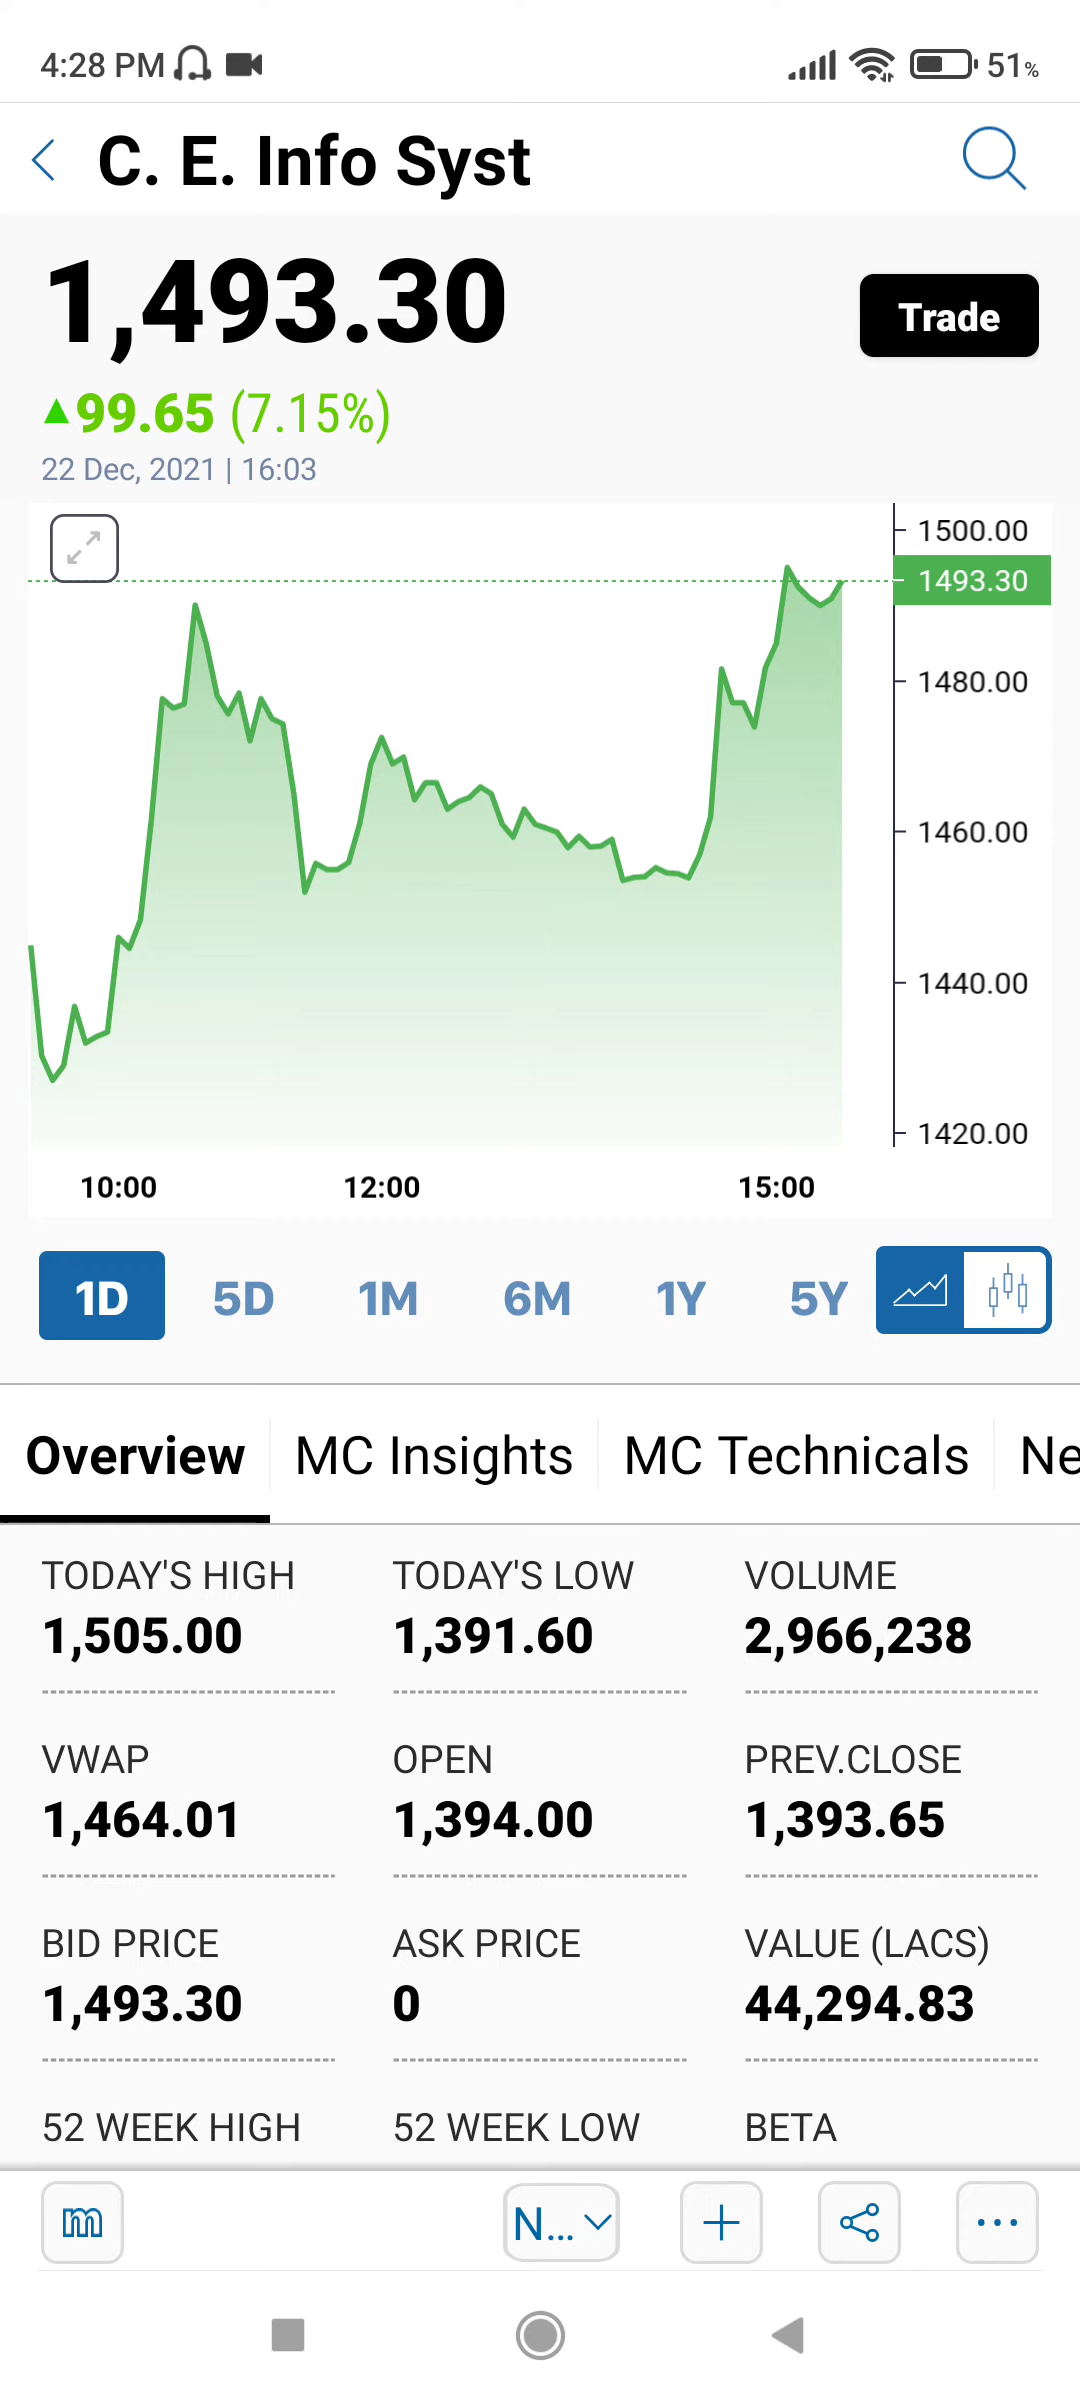 4:28 PM 51%
C. E. Info Syst
1,493.30
Trade
▲99.65 (7.15%)
22 Dec, 2021 | 16:03
1500.00
1493.30
1480.00
1460.00
1440.00
1420.00
10:00 12:00 15:00
1D 5D 1M 6M 1Y 5Y
Overview MC Insights MC Technicals Ne
TODAY'S HIGH TODAY'S LOW VOLUME
1,505.00 1,391.60 2,966,238
VWAP OPEN PREV.CLOSE
1,464.01 1,394.00 1,393.65
BID PRICE ASK PRICE VALUE (LACS)
1,493.30 0 44,294.83
52 WEEK HIGH 52 WEEK LOW BETA
m N...